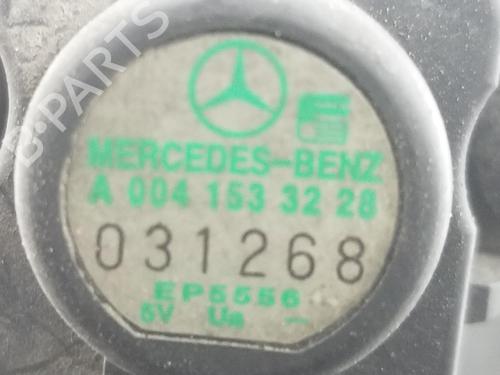 B-PARTS
MERCEDES-BENZ
A 004 153 32 28
031268
EP5556
5V Ua –